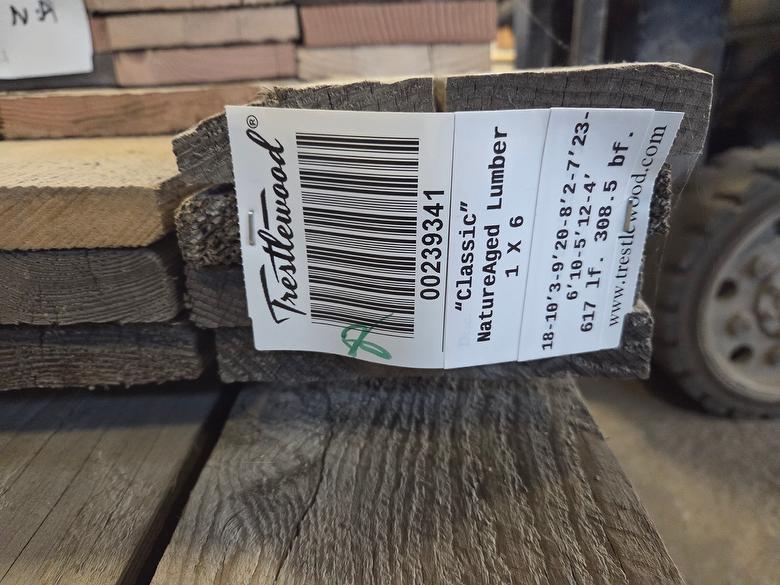 Trestlewood®
00239341
"Classic"
NatureAged Lumber
1 X 6
18-10'3-9'20-8'2-7'23-
6'10-5'12-4'
617 lf. 308.5 bf.
www.trestlewood.com